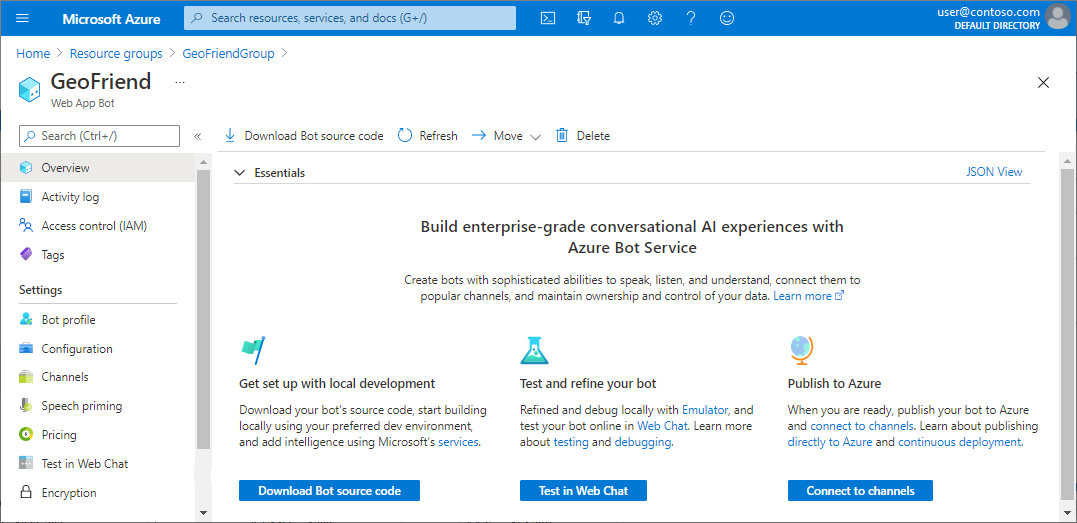 Microsoft Azure
Search resources, services, and docs (G+/)
user@contoso.com
DEFAULT DIRECTORY
Home > Resource groups > GeoFriendGroup >
GeoFriend ...
Web App Bot
Search (Ctrl+/)
«
Download Bot source code
Refresh
Move
Delete
Overview
Activity log
Access control (IAM)
Tags
Settings
Bot profile
Configuration
Channels
Speech priming
Pricing
Test in Web Chat
Encryption
Essentials
JSON View
Build enterprise-grade conversational AI experiences with
Azure Bot Service
Create bots with sophisticated abilities to speak, listen, and understand, connect them to
popular channels, and maintain ownership and control of your data. Learn more
Get set up with local development
Download your bot's source code, start building
locally using your preferred dev environment,
and add intelligence using Microsoft's services.
Download Bot source code
Test and refine your bot
Refined and debug locally with Emulator, and
test your bot online in Web Chat. Learn more
about testing and debugging.
Test in Web Chat
Publish to Azure
When you are ready, publish your bot to Azure
and connect to channels. Learn about publishing
directly to Azure and continuous deployment.
Connect to channels